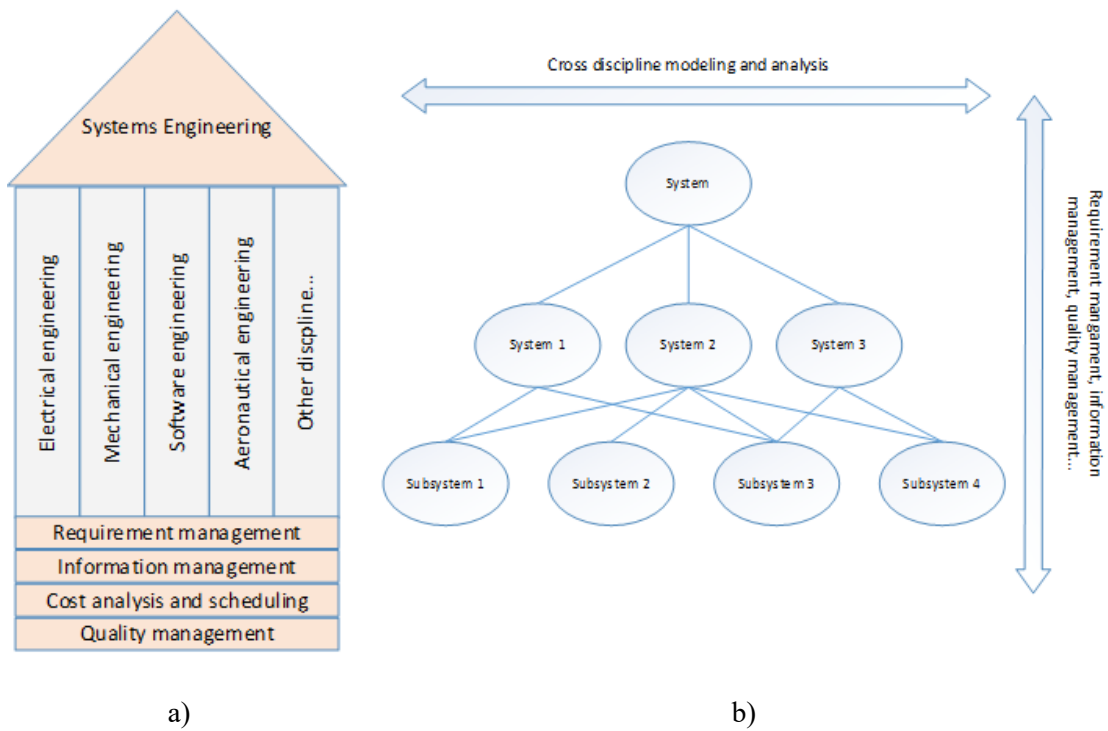 Systems Engineering
Electrical engineering
Mechanical engineering
Software engineering
Aeronautical engineering
Other discpline...
Requirement management
Information management
Cost analysis and scheduling
Quality management
a)
Cross discipline modeling and analysis
System
System 1
System 2
System 3
Subsystem 1
Subsystem 2
Subsystem 3
Subsystem 4
Requirement mangament, information
management, quality management...
b)